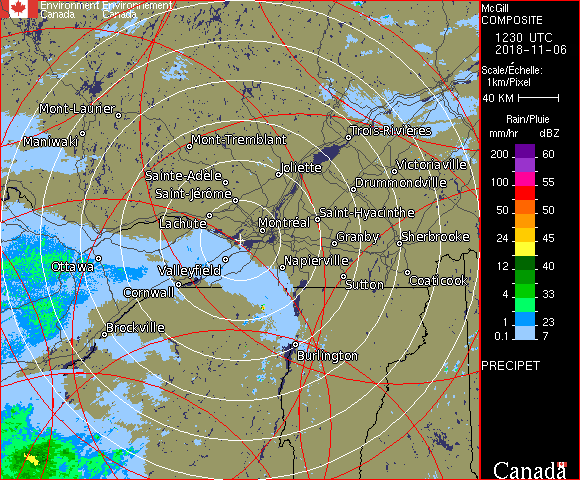 Environment Environnement
Canada Canada
McGill
COMPOSITE
1230 UTC
2018-11-06
Scale/Échelle:
1km/Pixel
40 KM
Rain/Pluie
mm/hr dBZ
200 60
150 57
100 55
50 50
24 45
12 40
4 33
1 23
0.1 7
PRECIPET
Canada
Mont-Laurier
Maniwaki
Mont-Tremblant
Trois-Rivières
Sainte-Adèle
Joliette
Victoriaville
Saint-Jérôme
Drummondville
Lachute
Montréal
Saint-Hyacinthe
Ottawa
Valleyfield
Napierville
Granby
Sherbrooke
Cornwall
Sutton
Coaticook
Brockville
Burlington